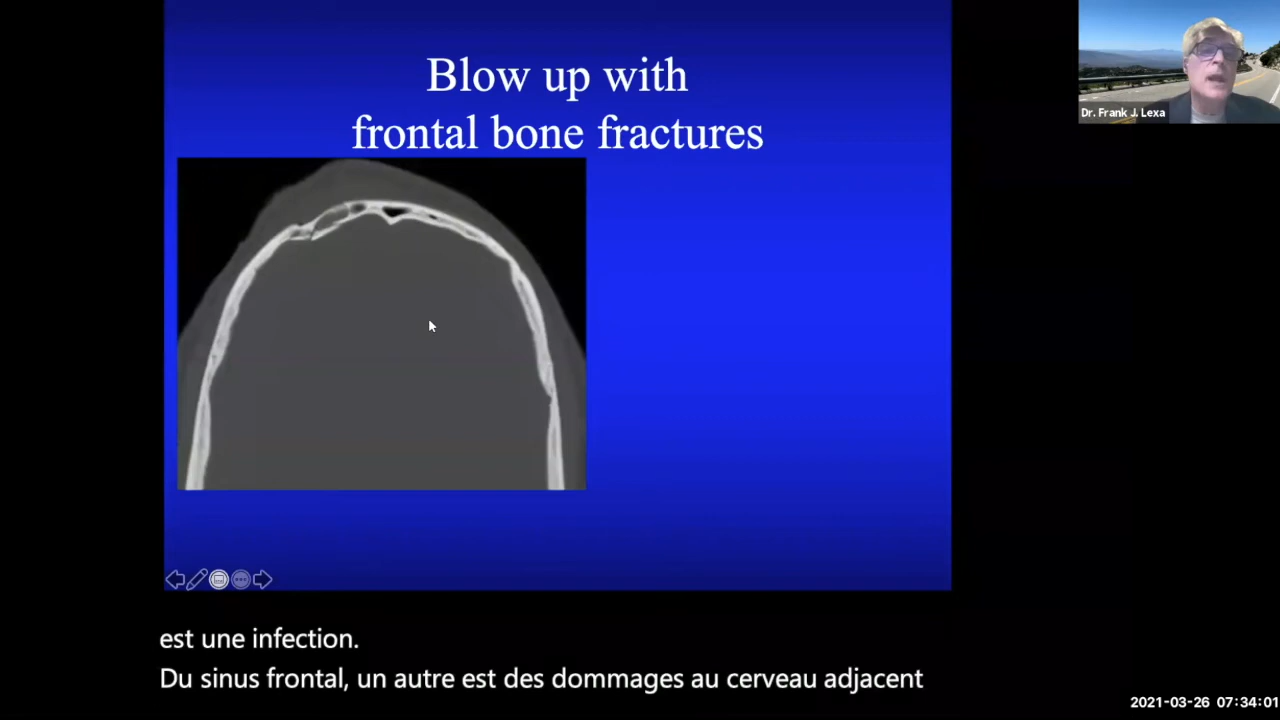 Blow up with
frontal bone fractures
Dr. Frank J. Lexa
est une infection.
Du sinus frontal, un autre est des dommages au cerveau adjacent
2021-03-26 07:34:01